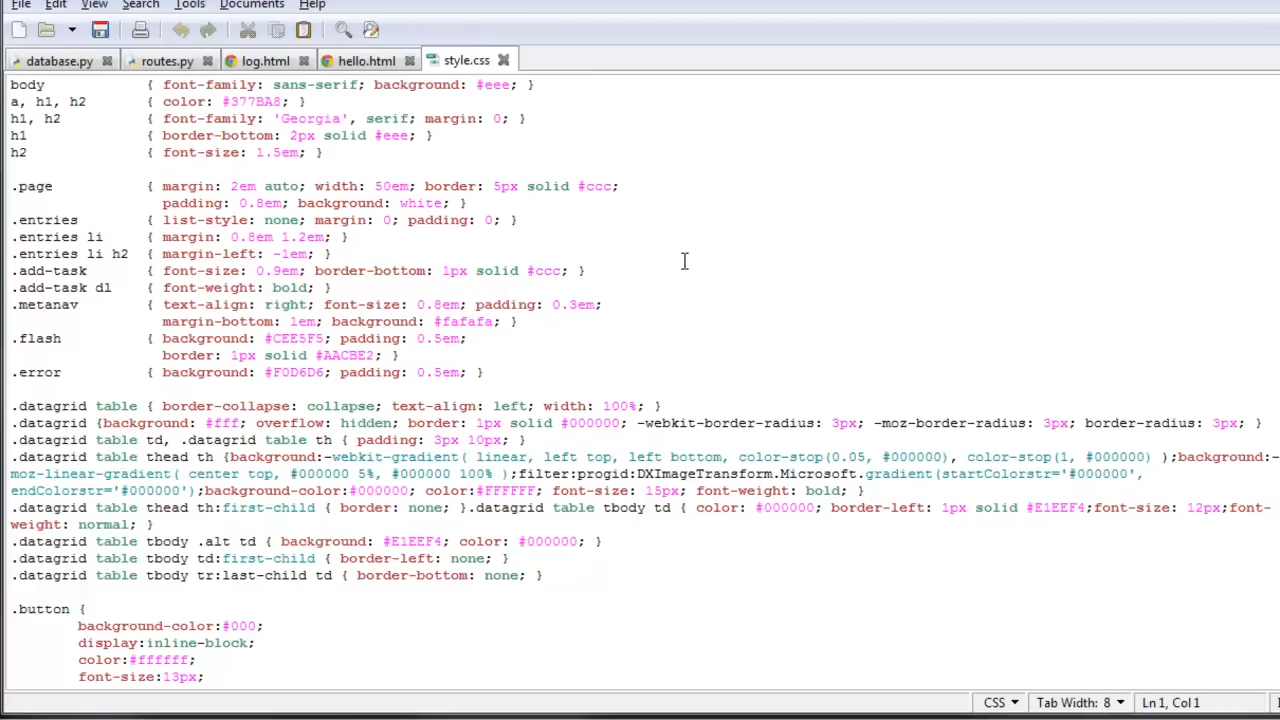 File Edit View Search Tools Documents Help
database.py routes.py log.html hello.html style.css
body { font-family: sans-serif; background: #eee; }
a, h1, h2 { color: #377BA8; }
h1, h2 { font-family: 'Georgia', serif; margin: 0; }
h1 { border-bottom: 2px solid #eee; }
h2 { font-size: 1.5em; }
.page { margin: 2em auto; width: 50em; border: 5px solid #ccc;
padding: 0.8em; background: white; }
.entries { list-style: none; margin: 0; padding: 0; }
.entries li { margin: 0.8em 1.2em; }
.entries li h2 { margin-left: -1em; }
.add-task { font-size: 0.9em; border-bottom: 1px solid #ccc; }
.add-task dl { font-weight: bold; }
.metanav { text-align: right; font-size: 0.8em; padding: 0.3em;
margin-bottom: 1em; background: #fafafa; }
.flash { background: #CEE5F5; padding: 0.5em;
border: 1px solid #AACBE2; }
.error { background: #F0D6D6; padding: 0.5em; }
.datagrid table { border-collapse: collapse; text-align: left; width: 100%; }
.datagrid {background: #fff; overflow: hidden; border: 1px solid #000000; -webkit-border-radius: 3px; -moz-border-radius: 3px; border-radius: 3px; }
.datagrid table td, .datagrid table th { padding: 3px 10px; }
.datagrid table thead th {background:-webkit-gradient( linear, left top, left bottom, color-stop(0.05, #000000), color-stop(1, #000000) );background:-
moz-linear-gradient( center top, #000000 5%, #000000 100% );filter:progid:DXImageTransform.Microsoft.gradient(startColorstr='#000000',
endColorstr='#000000');background-color:#000000; color:#FFFFFF; font-size: 15px; font-weight: bold; }
.datagrid table thead th:first-child { border: none; }.datagrid table tbody td { color: #000000; border-left: 1px solid #E1EEF4;font-size: 12px;font-
weight: normal; }
.datagrid table tbody .alt td { background: #E1EEF4; color: #000000; }
.datagrid table tbody td:first-child { border-left: none; }
.datagrid table tbody tr:last-child td { border-bottom: none; }
.button {
background-color:#000;
display:inline-block;
color:#ffffff;
font-size:13px;
CSS Tab Width: 8 Ln 1, Col 1